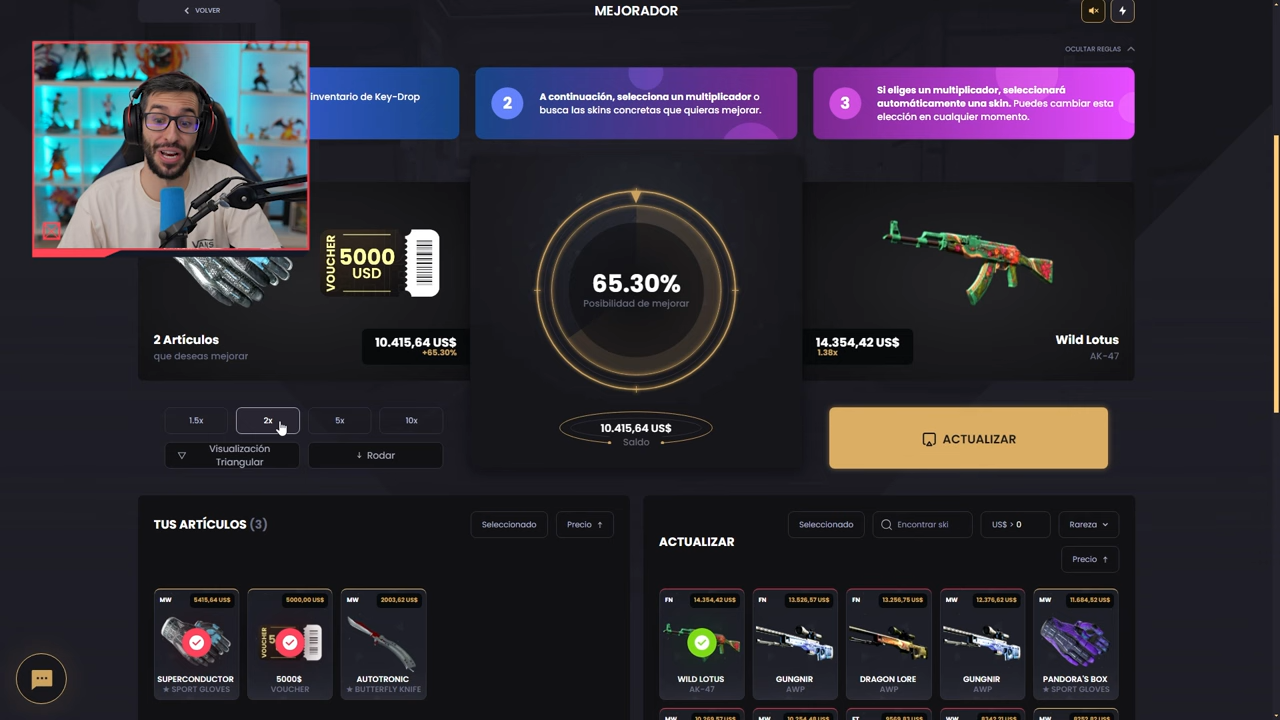 VOLVER
MEJORADOR
OCULTAR REGLAS
inventario de Key-Drop
2
A continuación, selecciona un multiplicador o
busca las skins concretas que quieras mejorar.
3
Si eliges un multiplicador, seleccionará
automáticamente una skin. Puedes cambiar esta
elección en cualquier momento.
VANS
VOUCHER
5000
USD
65.30%
Posibilidad de mejorar
2 Artículos
que deseas mejorar
10.415,64 US$
+65.30%
14.354,42 US$
1.38x
Wild Lotus
AK-47
1.5x
2x
5x
10x
Visualización
Triangular
Rodar
10.415,64 US$
Saldo
ACTUALIZAR
TUS ARTÍCULOS (3)
Seleccionado
Precio
MW
5415,64 US$
SUPERCONDUCTOR
★ SPORT GLOVES
5000,00 US$
5000$
VOUCHER
MW
2003,62 US$
AUTOTRONIC
★ BUTTERFLY KNIFE
ACTUALIZAR
Seleccionado
Encontrar ski
US$ > 0
Rareza
Precio
FN
14.354,42 US$
WILD LOTUS
AK-47
FN
13.526,57 US$
GUNGNIR
AWP
FN
13.256,75 US$
DRAGON LORE
AWP
MW
12.376,62 US$
GUNGNIR
AWP
MW
11.684,52 US$
PANDORA'S BOX
★ SPORT GLOVES